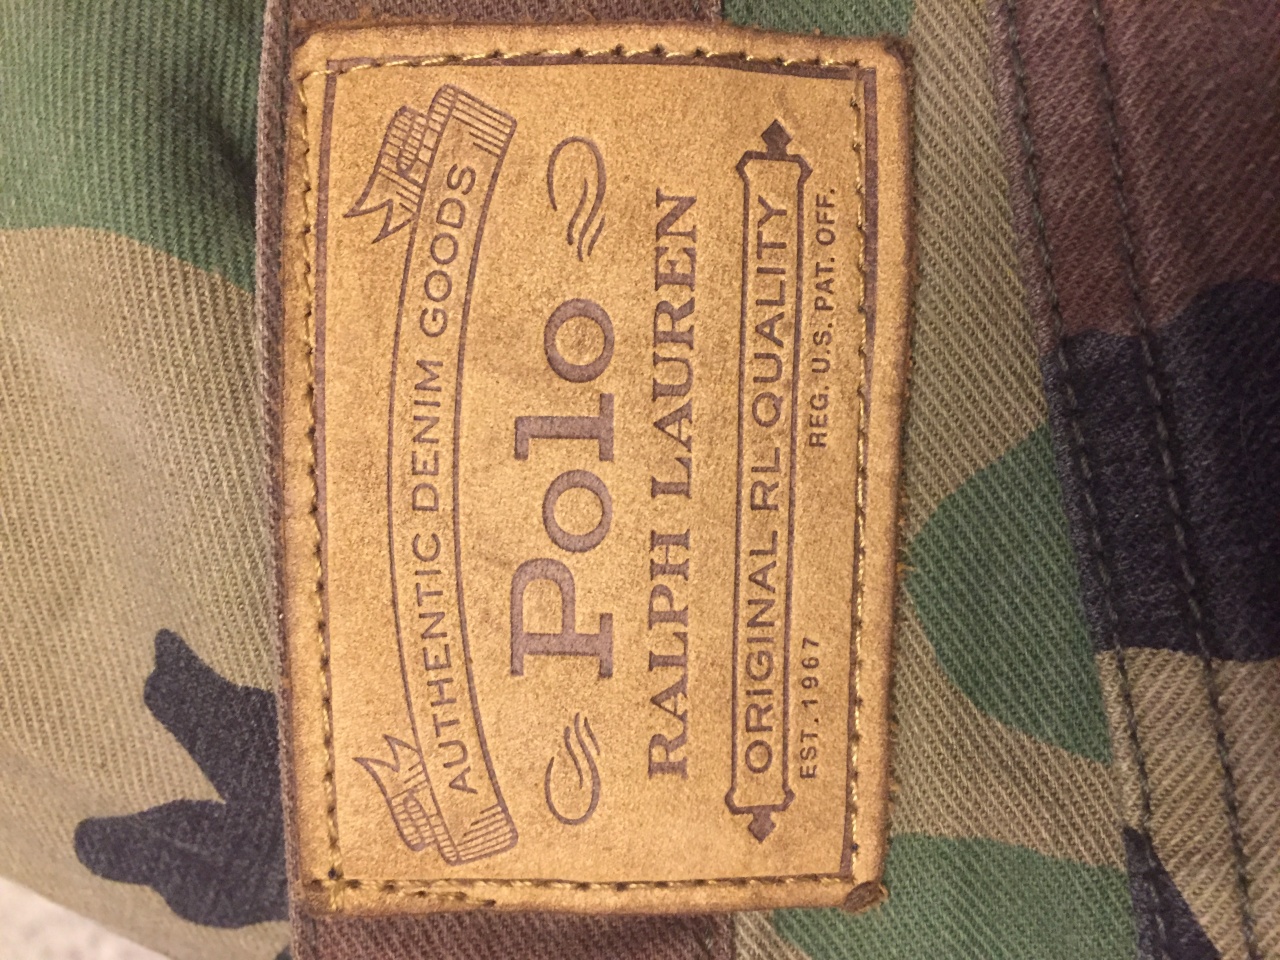 AUTHENTIC DENIM GOODS
Polo
RALPH LAUREN
ORIGINAL RL QUALITY
EST. 1967 REG. U.S. PAT. OFF.